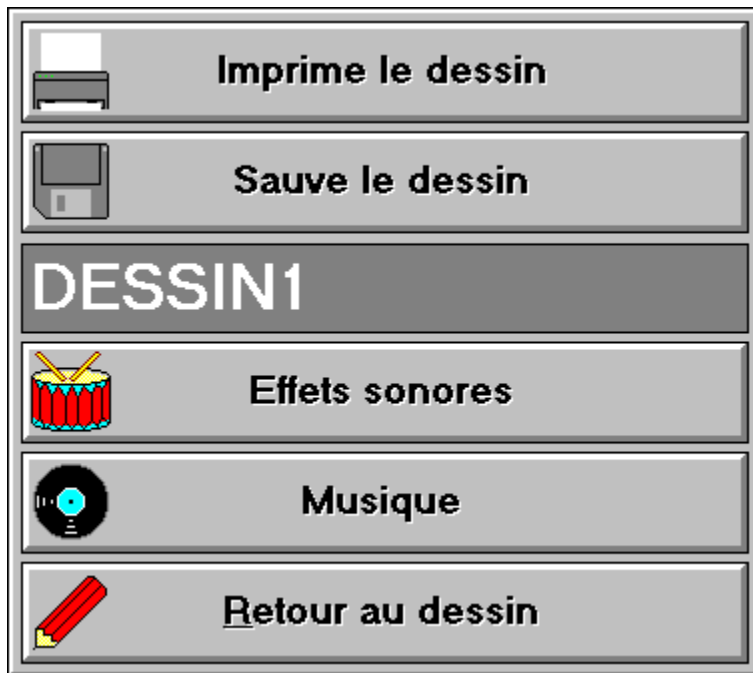 Imprime le dessin
Sauve le dessin
DESSIN1
Effets sonores
Musique
Retour au dessin